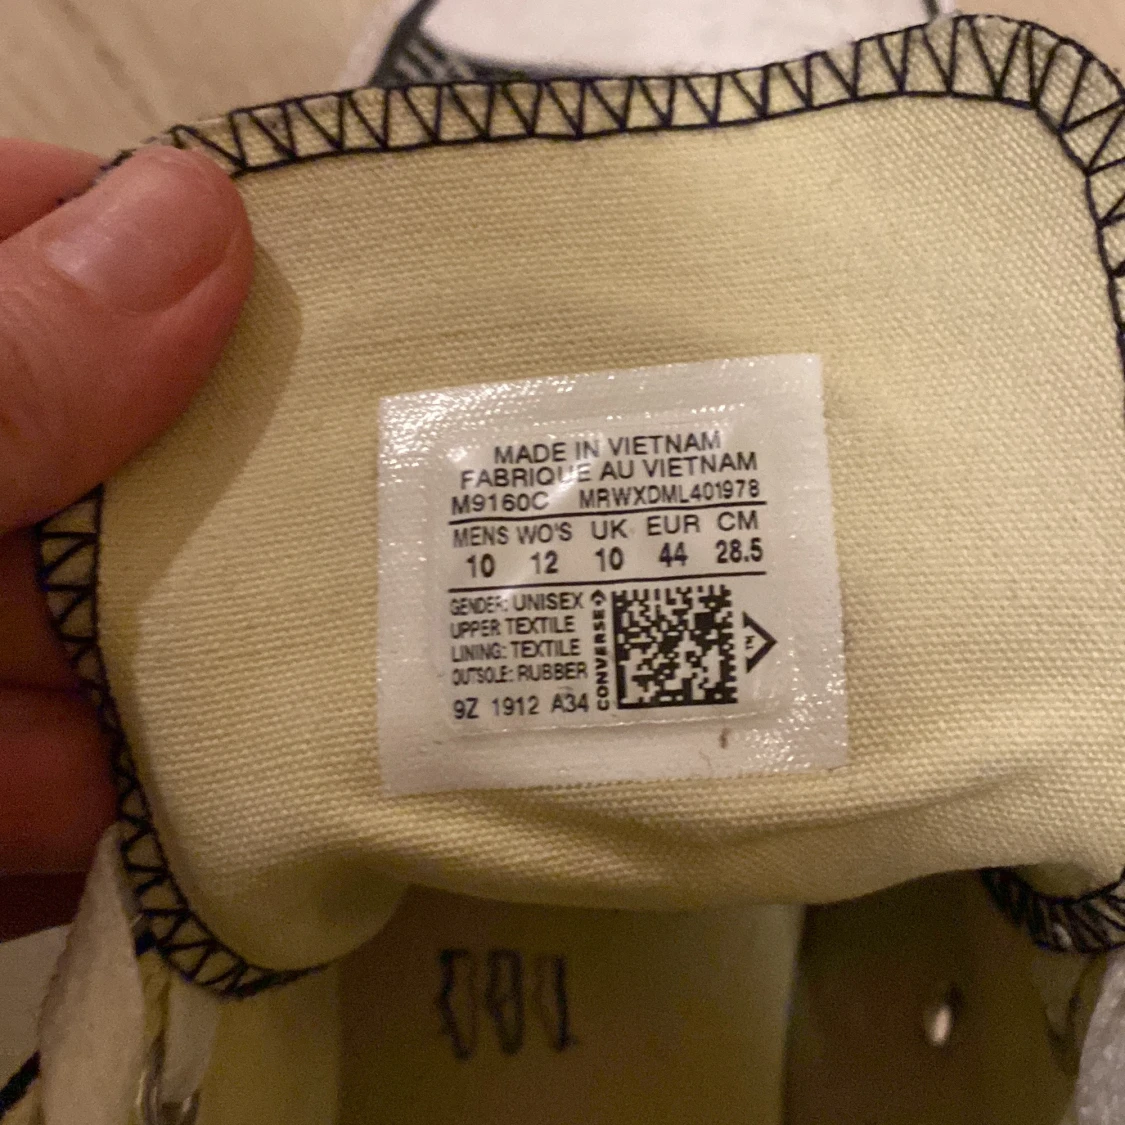 MADE IN VIETNAM
FABRIQUE AU VIETNAM
M9160C MRWXDML401978
MENS WO'S UK EUR CM
10 12 10 44 28.5
GENDER: UNISEX
UPPER TEXTILE
LINING: TEXTILE
OUTSOLE: RUBBER
9Z 1912 A34
CONVERSE